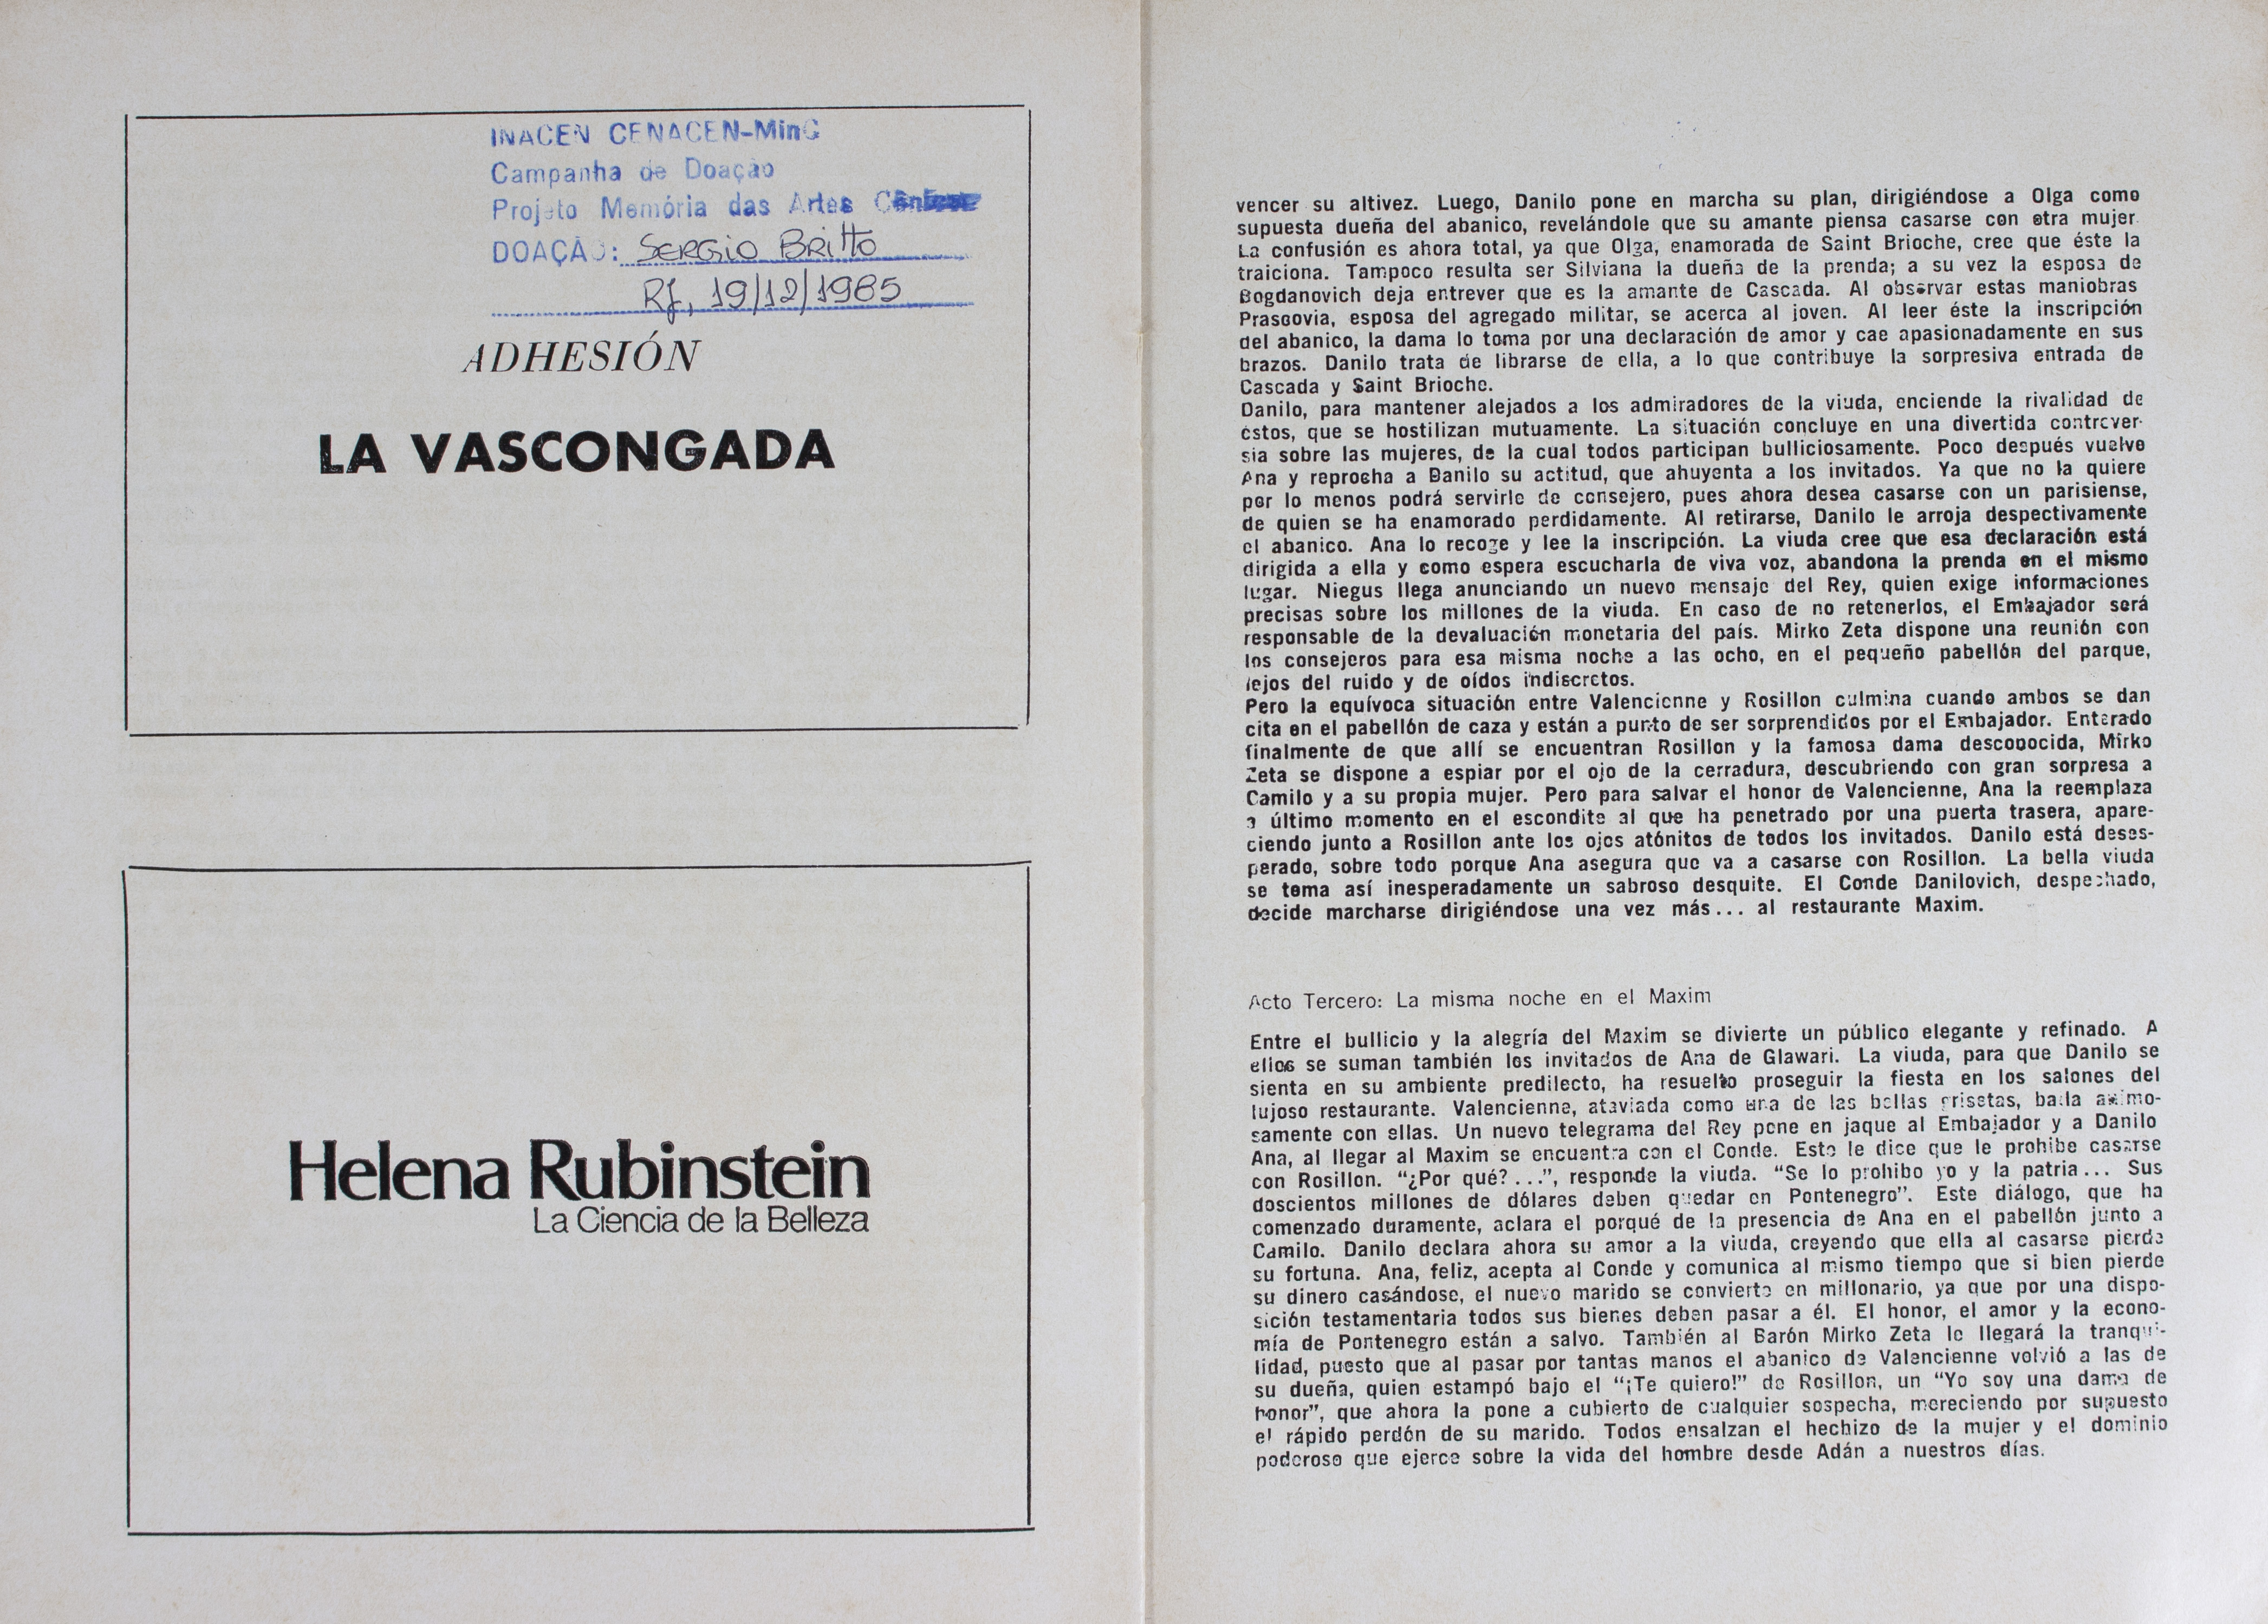 INACEN CENACEN-MinC
Campanha de Doação
Projeto Memória das Artes
DOAÇÃO: SERGIO BRITTO
RJ, 19/12/1985
ADHESIÓN
LA VASCONGADA
Helena Rubinstein
La Ciencia de la Belleza
vencer su altivez. Luego, Danilo pone en marcha su plan, dirigiéndose a Olga como
supuesta dueña del abanico, revelándole que su amante piensa casarse con otra mujer.
La confusión es ahora total, ya que Olga, enamorada de Saint Brioche, cree que éste la
traiciona. Tampoco resulta ser Silviana la dueña de la prenda; a su vez la esposa de
Bogdanovich deja entrever que es la amante de Cascada. Al observar estas maniobras
Prascovia, esposa del agregado militar, se acerca al joven. Al leer éste la inscripción
del abanico, la dama lo toma por una declaración de amor y cae apasionadamente en sus
brazos. Danilo trata de librarse de ella, a lo que contribuye la sorpresiva entrada de
Cascada y Saint Brioche.
Danilo, para mantener alejados a los admiradores de la viuda, enciende la rivalidad de
éstos, que se hostilizan mutuamente. La situación concluye en una divertida controver-
sia sobre las mujeres, de la cual todos participan bulliciosamente. Poco después vuelve
Ana y reprocha a Danilo su actitud, que ahuyenta a los invitados. Ya que no la quiere
por lo menos podrá servirle de consejero, pues ahora desea casarse con un parisiense,
de quien se ha enamorado perdidamente. Al retirarse, Danilo le arroja despectivamente
el abanico. Ana lo recoge y lee la inscripción. La viuda cree que esa declaración está
dirigida a ella y como espera escucharla de viva voz, abandona la prenda en el mismo
lugar. Niegus llega anunciando un nuevo mensaje del Rey, quien exige informaciones
precisas sobre los millones de la viuda. En caso de no retenerlos, el Embajador será
responsable de la devaluación monetaria del país. Mirko Zeta dispone una reunión con
los consejeros para esa misma noche a las ocho, en el pequeño pabellón del parque,
lejos del ruido y de oídos indiscretos.
Pero la equívoca situación entre Valencienne y Rosillon culmina cuando ambos se dan
cita en el pabellón de caza y están a punto de ser sorprendidos por el Embajador. Enterado
finalmente de que allí se encuentran Rosillon y la famosa dama desconocida, Mirko
Zeta se dispone a espiar por el ojo de la cerradura, descubriendo con gran sorpresa a
Camilo y a su propia mujer. Pero para salvar el honor de Valencienne, Ana la reemplaza
a último momento en el escondite al que ha penetrado por una puerta trasera, apare-
ciendo junto a Rosillon ante los ojos atónitos de todos los invitados. Danilo está deses-
perado, sobre todo porque Ana asegura que va a casarse con Rosillon. La bella viuda
se toma así inesperadamente un sabroso desquite. El Conde Danilovich, despechado,
decide marcharse dirigiéndose una vez más... al restaurante Maxim.
Acto Tercero: La misma noche en el Maxim
Entre el bullicio y la alegría del Maxim se divierte un público elegante y refinado. A
ellos se suman también los invitados de Ana de Glawari. La viuda, para que Danilo se
sienta en su ambiente predilecto, ha resuelto proseguir la fiesta en los salones del
lujoso restaurante. Valencienne, ataviada como una de las bellas grisetas, baila animo-
samente con ellas. Un nuevo telegrama del Rey pone en jaque al Embajador y a Danilo
Ana, al llegar al Maxim se encuentra con el Conde. Este le dice que le prohibe casarse
con Rosillon. "¿Por qué?...", responde la viuda. "Se lo prohibo yo y la patria... Sus
doscientos millones de dólares deben quedar en Pontenegro". Este diálogo, que ha
comenzado duramente, aclara el porqué de la presencia de Ana en el pabellón junto a
Camilo. Danilo declara ahora su amor a la viuda, creyendo que ella al casarse pierde
su fortuna. Ana, feliz, acepta al Conde y comunica al mismo tiempo que si bien pierde
su dinero casándose, el nuevo marido se convierte en millonario, ya que por una dispo-
sición testamentaria todos sus bienes deben pasar a él. El honor, el amor y la econo-
mía de Pontenegro están a salvo. También al Barón Mirko Zeta le llegará la tranqui-
lidad, puesto que al pasar por tantas manos el abanico de Valencienne volvió a las de
su dueña, quien estampó bajo el "¡Te quiero!" de Rosillon, un "Yo soy una dama de
honor", que ahora la pone a cubierto de cualquier sospecha, mereciendo por supuesto
el rápido perdón de su marido. Todos ensalzan el hechizo de la mujer y el dominio
poderoso que ejerce sobre la vida del hombre desde Adán a nuestros días.